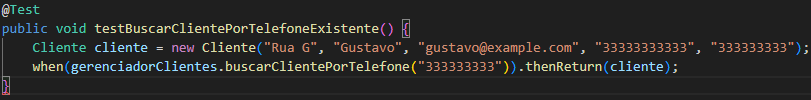 @Test
public void testBuscarClientePorTelefoneExistente() {
    Cliente cliente = new Cliente("Rua G", "Gustavo", "gustavo@example.com", "33333333333", "333333333");
    when(gerenciadorClientes.buscarClientePorTelefone("333333333")).thenReturn(cliente);
}